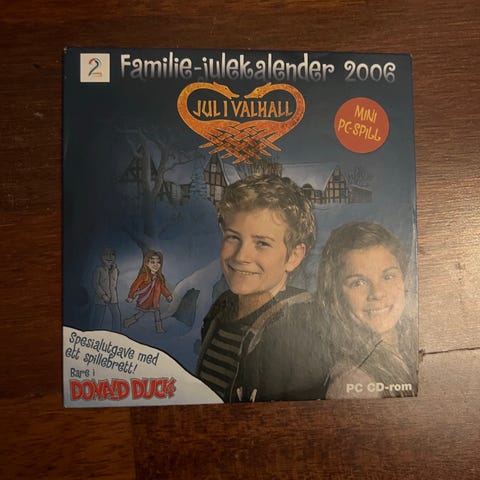 2
Familie-julekalender 2006
JUL I VALHALL
MINI
PC-SPILL
Spesialutgave med
ett spillebrett!
Bare i
DONALD DUCK & CO
PC CD-rom